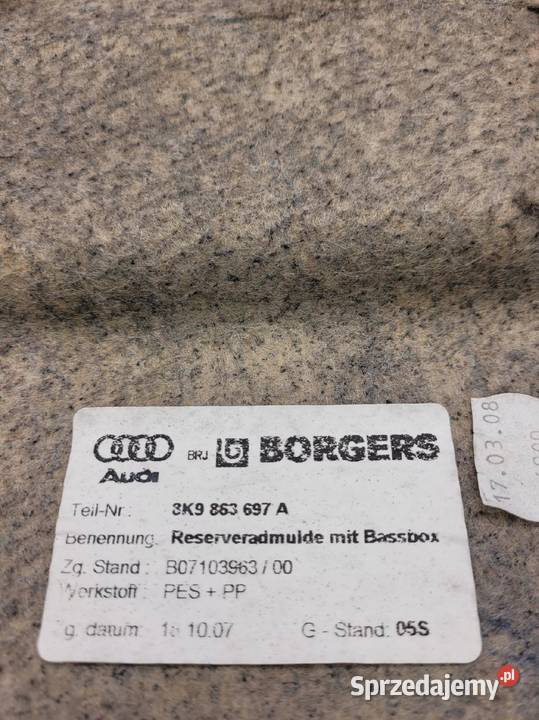 Audi
BRJ BORGERS
Teil-Nr.: 8K9 863 697 A
Benennung: Reserveradmulde mit Bassbox
Zg. Stand: B07103963 / 00
Werkstoff: PES + PP
g. datum: 10.07 G - Stand: 05S
17.03.08
Sprzedajemy.pl